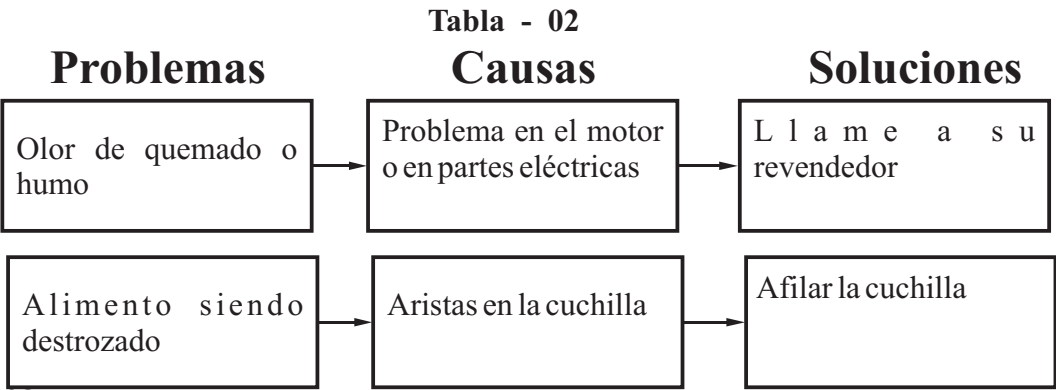 Tabla - 02
Problemas Causas Soluciones
Olor de quemado o
humo
Problema en el motor
o en partes eléctricas
Llame a su
revendedor
Alimento siendo
destrozado
Aristas en la cuchilla
Afilar la cuchilla